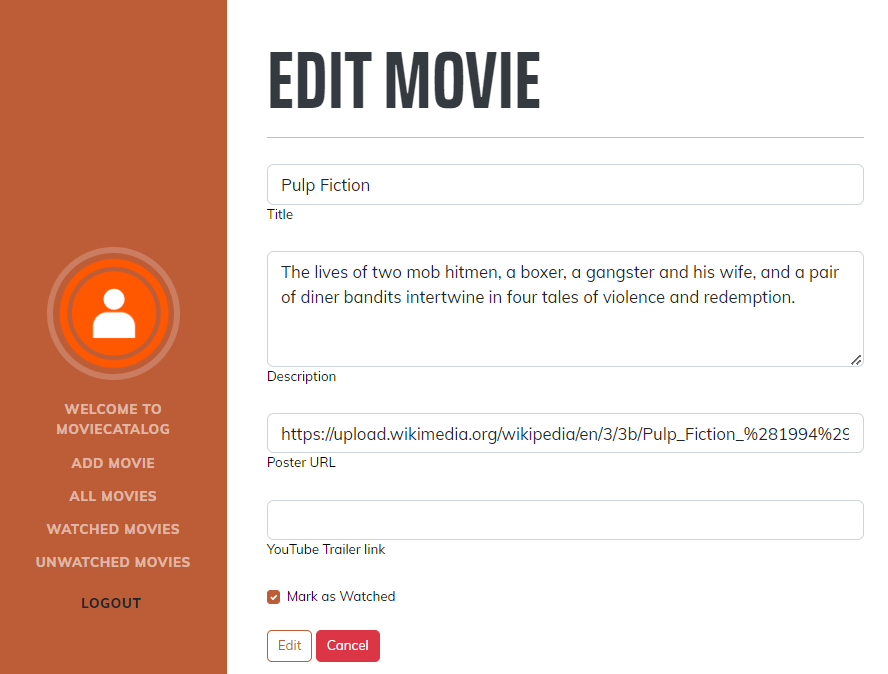 WELCOME TO
MOVIECATALOG
ADD MOVIE
ALL MOVIES
WATCHED MOVIES
UNWATCHED MOVIES
LOGOUT
EDIT MOVIE
Pulp Fiction
Title
The lives of two mob hitmen, a boxer, a gangster and his wife, and a pair
of diner bandits intertwine in four tales of violence and redemption.
Description
https://upload.wikimedia.org/wikipedia/en/3/3b/Pulp_Fiction_%281994%29
Poster URL
YouTube Trailer link
Mark as Watched
Edit Cancel